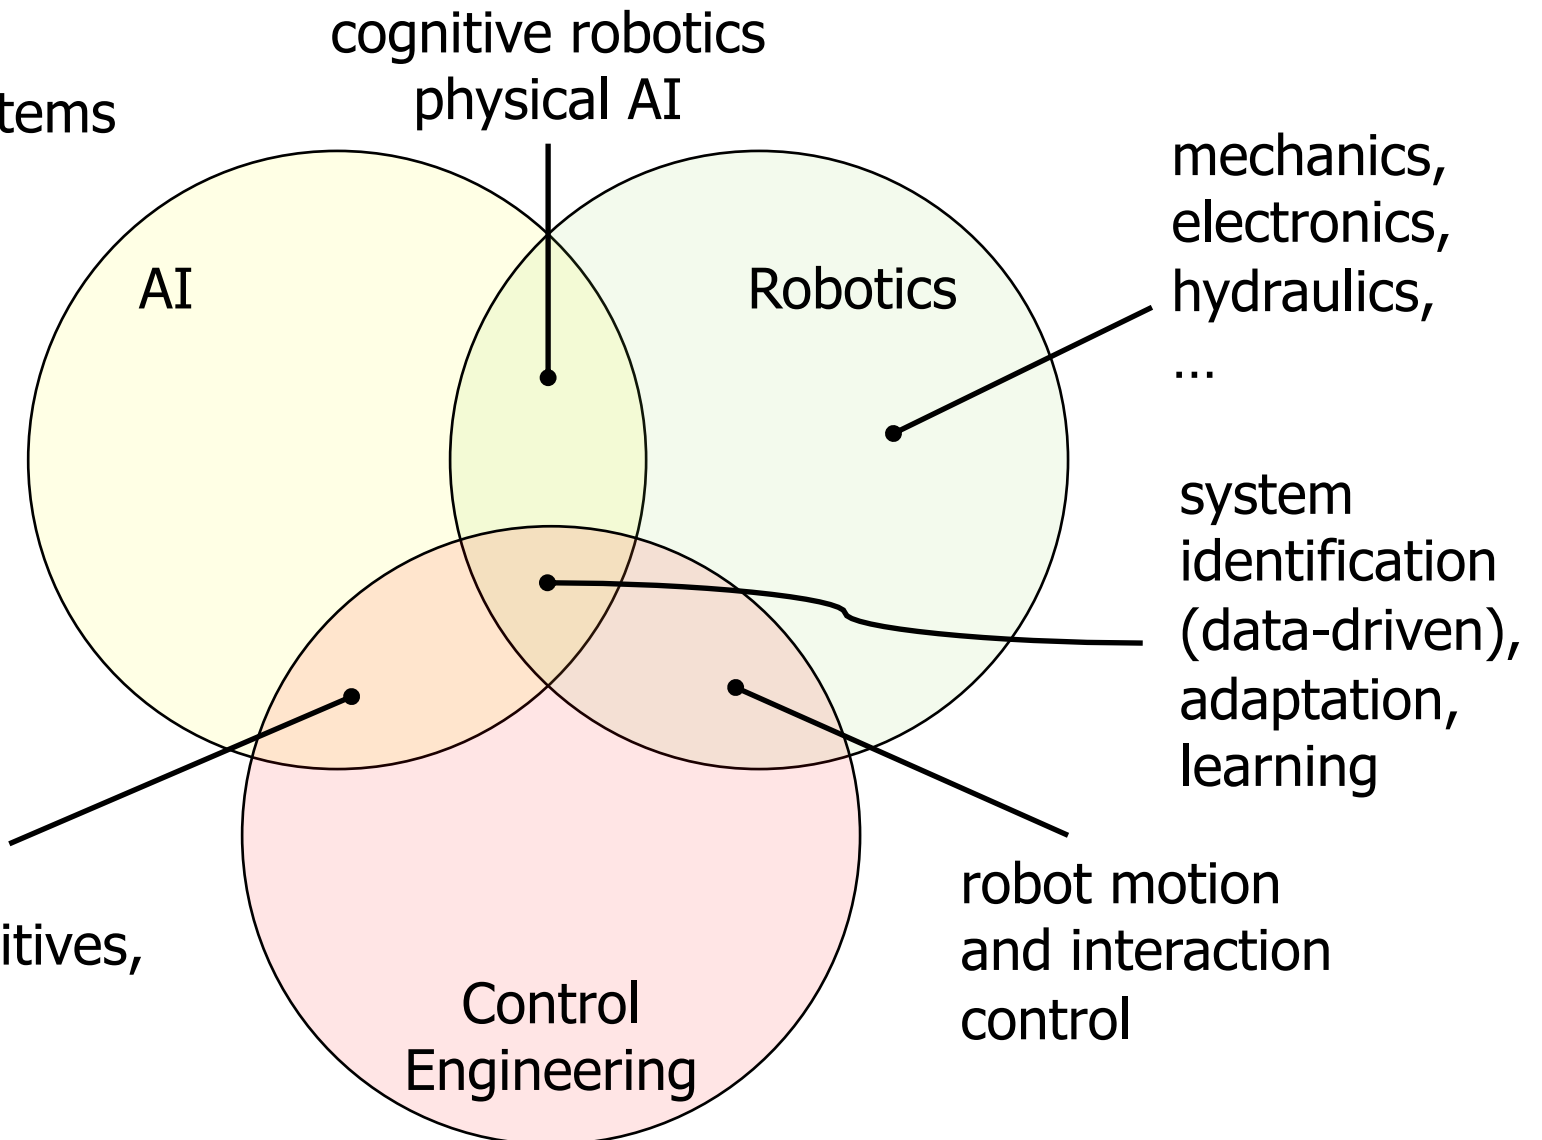 cognitive robotics
physical AI
tems
mechanics,
electronics,
hydraulics,
...
AI
Robotics
system
identification
(data-driven),
adaptation,
learning
robot motion
and interaction
control
itives,
Control
Engineering